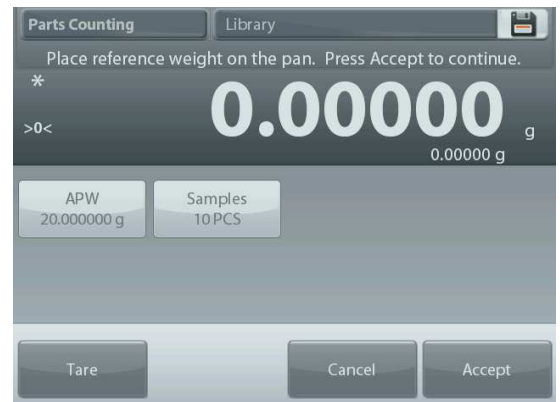 Parts Counting
Library
Place reference weight on the pan. Press Accept to continue.
*
>0<
0.00000 g
0.00000 g
APW
20.000000 g
Samples
10 PCS
Tare
Cancel
Accept